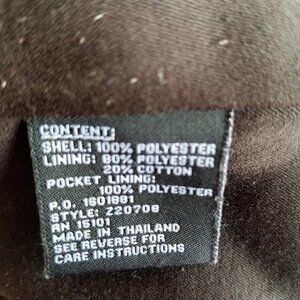 CONTENT:
SHELL: 100% POLYESTER
LINING: 80% POLYESTER
20% COTTON
POCKET LINING:
100% POLYESTER
P.O. 1601881
STYLE: Z20708
RN 15101
MADE IN THAILAND
SEE REVERSE FOR
CARE INSTRUCTIONS